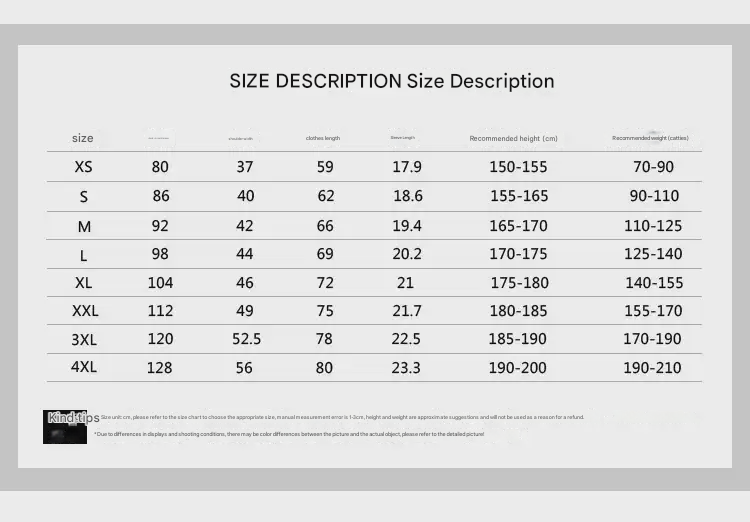 SIZE DESCRIPTION Size Description
size shoulder width clothes length Sleeve Length Recommended height (cm) Recommended weight (catties)
XS 80 37 59 17.9 150-155 70-90
S 86 40 62 18.6 155-165 90-110
M 92 42 66 19.4 165-170 110-125
L 98 44 69 20.2 170-175 125-140
XL 104 46 72 21 175-180 140-155
XXL 112 49 75 21.7 180-185 155-170
3XL 120 52.5 78 22.5 185-190 170-190
4XL 128 56 80 23.3 190-200 190-210
Kind tips Size unit: cm, please refer to the size chart to choose the appropriate size, manual measurement error is 1-3cm, height and weight are approximate suggestions and will not be used as a reason for a refund.
*Due to differences in displays and shooting conditions, there may be color differences between the picture and the actual object, please refer to the detailed picture!